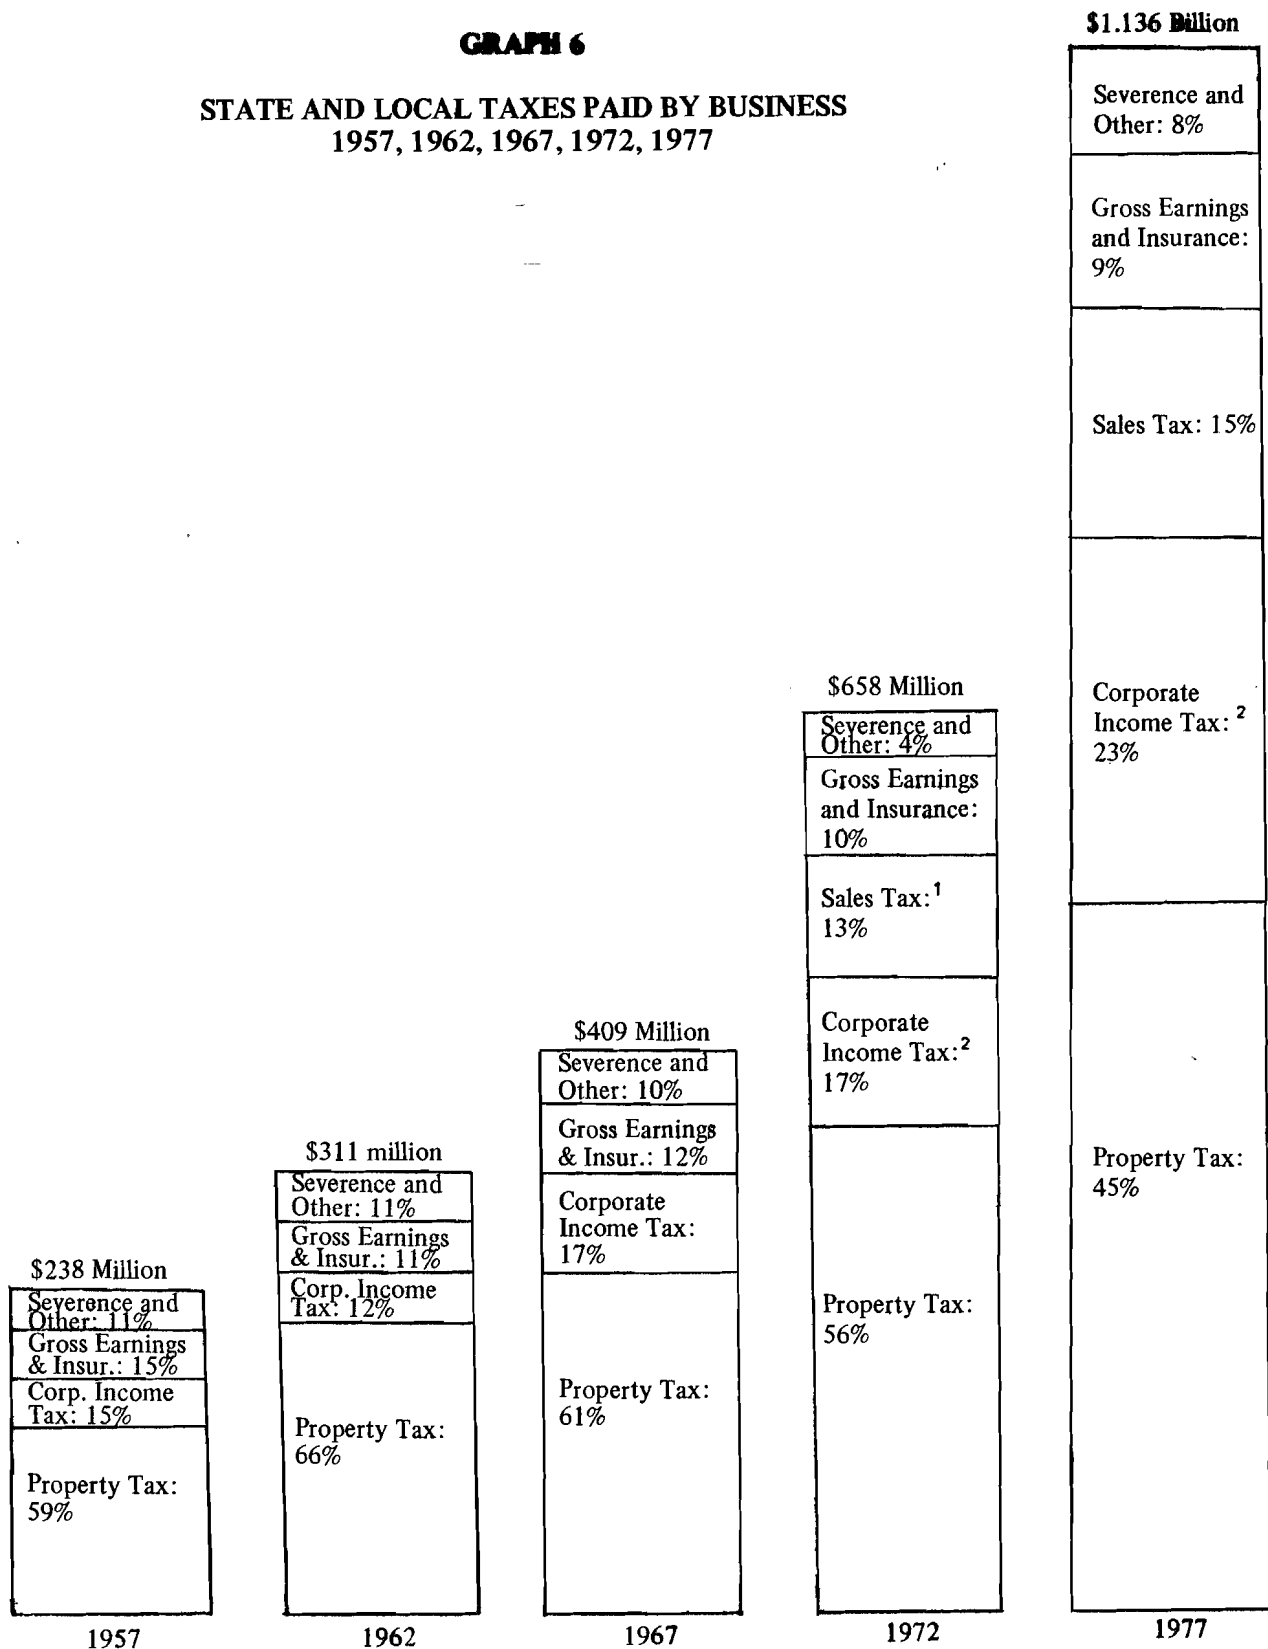 GRAPH 6
STATE AND LOCAL TAXES PAID BY BUSINESS
1957, 1962, 1967, 1972, 1977
$238 Million
Severence and
Other: 11%
Gross Earnings
& Insur.: 15%
Corp. Income
Tax: 15%
Property Tax:
59%
1957
$311 million
Severence and
Other: 11%
Gross Earnings
& Insur.: 11%
Corp. Income
Tax: 12%
Property Tax:
66%
1962
$409 Million
Severence and
Other: 10%
Gross Earnings
& Insur.: 12%
Corporate
Income Tax:
17%
Property Tax:
61%
1967
$658 Million
Severence and
Other: 4%
Gross Earnings
and Insurance:
10%
Sales Tax:¹
13%
Corporate
Income Tax:²
17%
Property Tax:
56%
1972
$1.136 Billion
Severence and
Other: 8%
Gross Earnings
and Insurance:
9%
Sales Tax: 15%
Corporate
Income Tax: ²
23%
Property Tax:
45%
1977